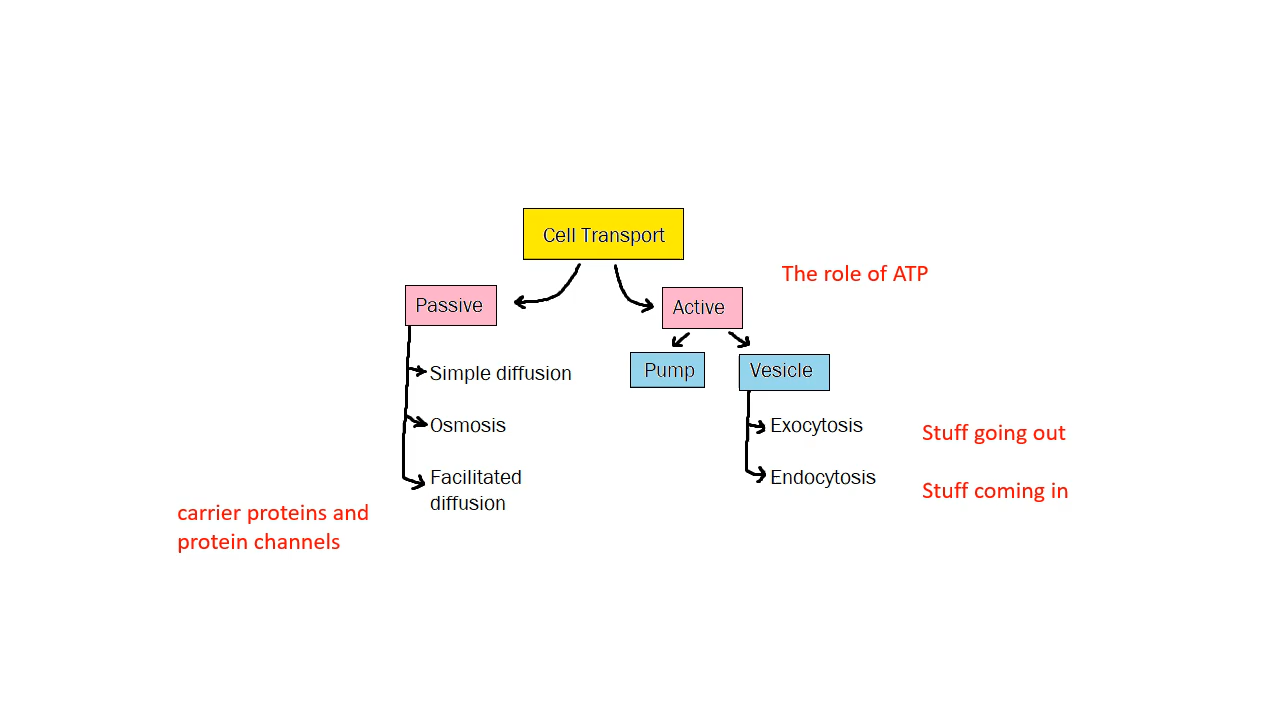 Cell Transport
The role of ATP
Passive
Active
Pump
Vesicle
Simple diffusion
Osmosis
Exocytosis
Stuff going out
Facilitated
diffusion
Endocytosis
Stuff coming in
carrier proteins and
protein channels